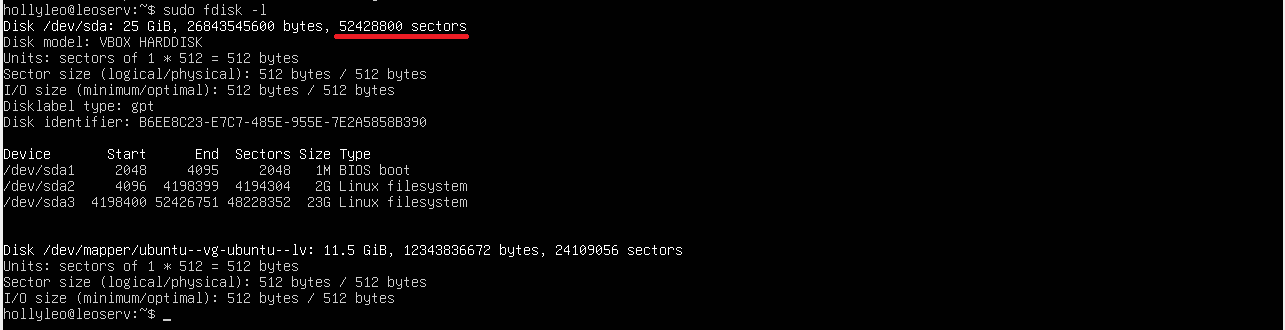 hollyleo@leoserv:~$ sudo fdisk -l
Disk /dev/sda: 25 GiB, 26843545600 bytes, 52428800 sectors
Disk model: VBOX HARDDISK
Units: sectors of 1 * 512 = 512 bytes
Sector size (logical/physical): 512 bytes / 512 bytes
I/O size (minimum/optimal): 512 bytes / 512 bytes
Disklabel type: gpt
Disk identifier: B6EE8C23-E7C7-485E-955E-7E2A5858B390
Device Start End Sectors Size Type
/dev/sda1 2048 4095 2048 1M BIOS boot
/dev/sda2 4096 4198399 4194304 2G Linux filesystem
/dev/sda3 4198400 52426751 48228352 23G Linux filesystem
Disk /dev/mapper/ubuntu--vg-ubuntu--lv: 11.5 GiB, 12343836672 bytes, 24109056 sectors
Units: sectors of 1 * 512 = 512 bytes
Sector size (logical/physical): 512 bytes / 512 bytes
I/O size (minimum/optimal): 512 bytes / 512 bytes
hollyleo@leoserv:~$ _